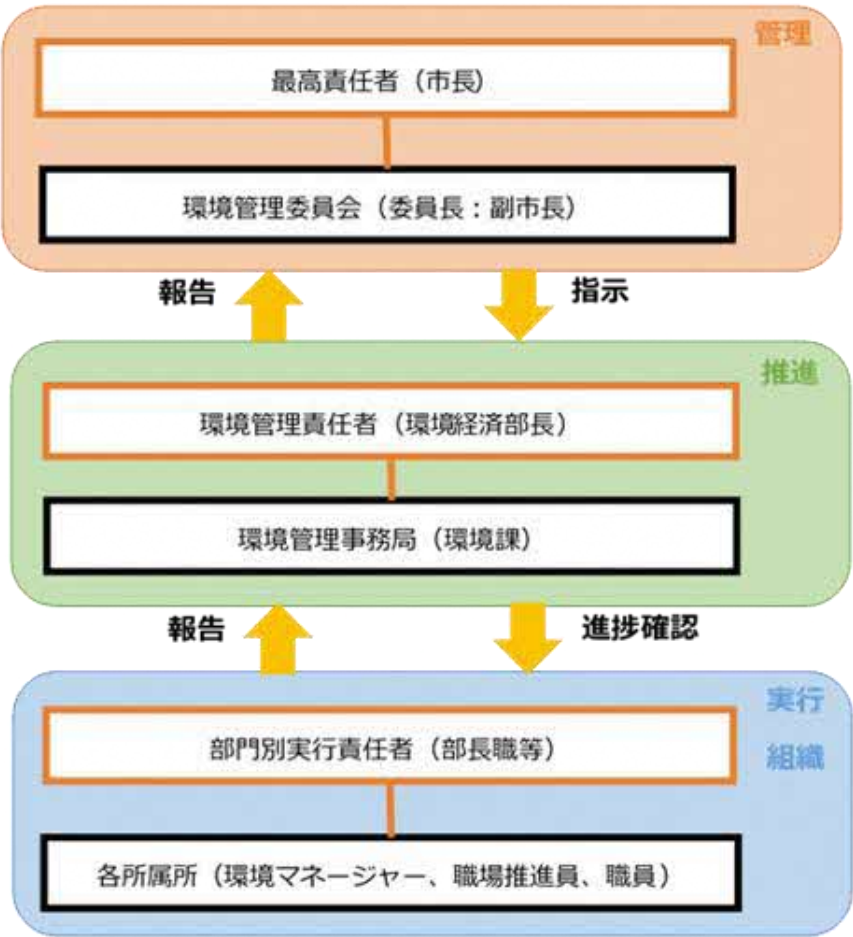 管理
最高責任者（市長）
環境管理委員会（委員長：副市長）
報告
指示
推進
環境管理責任者（環境経済部長）
環境管理事務局（環境課）
報告
進捗確認
実行
組織
部門別実行責任者（部長職等）
各所属所（環境マネージャー、職場推進員、職員）